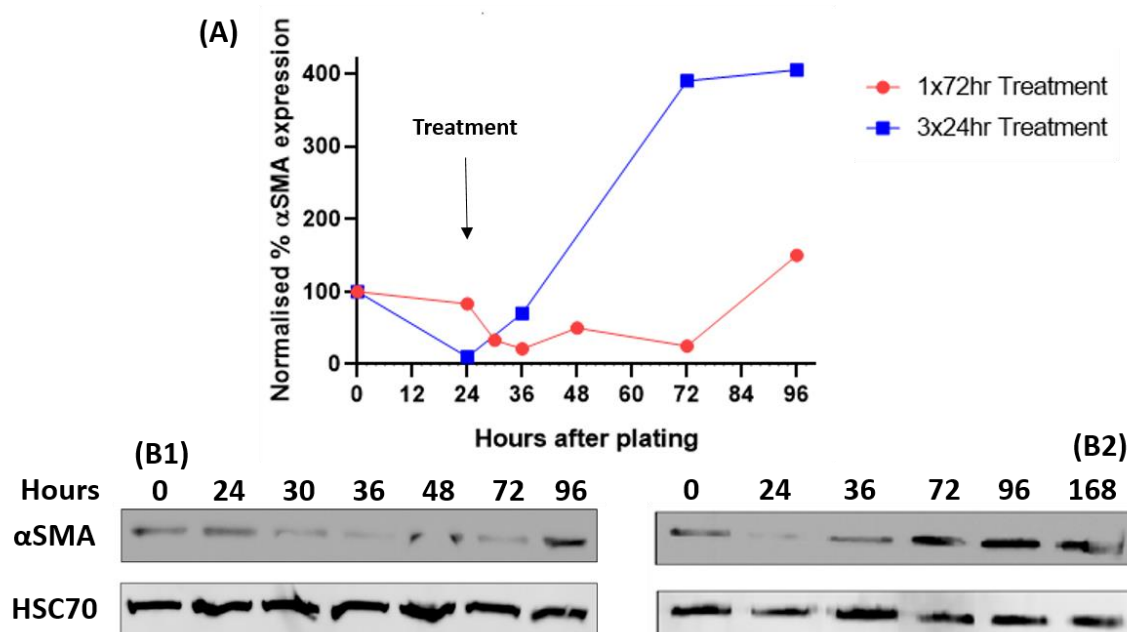 (A)
Normalised % αSMA expression
400
300
200
100
0
Treatment
1x72hr Treatment
3x24hr Treatment
0 12 24 36 48 60 72 84 96
Hours after plating
(B1)
(B2)
Hours 0 24 30 36 48 72 96 0 24 36 72 96 168
αSMA
HSC70